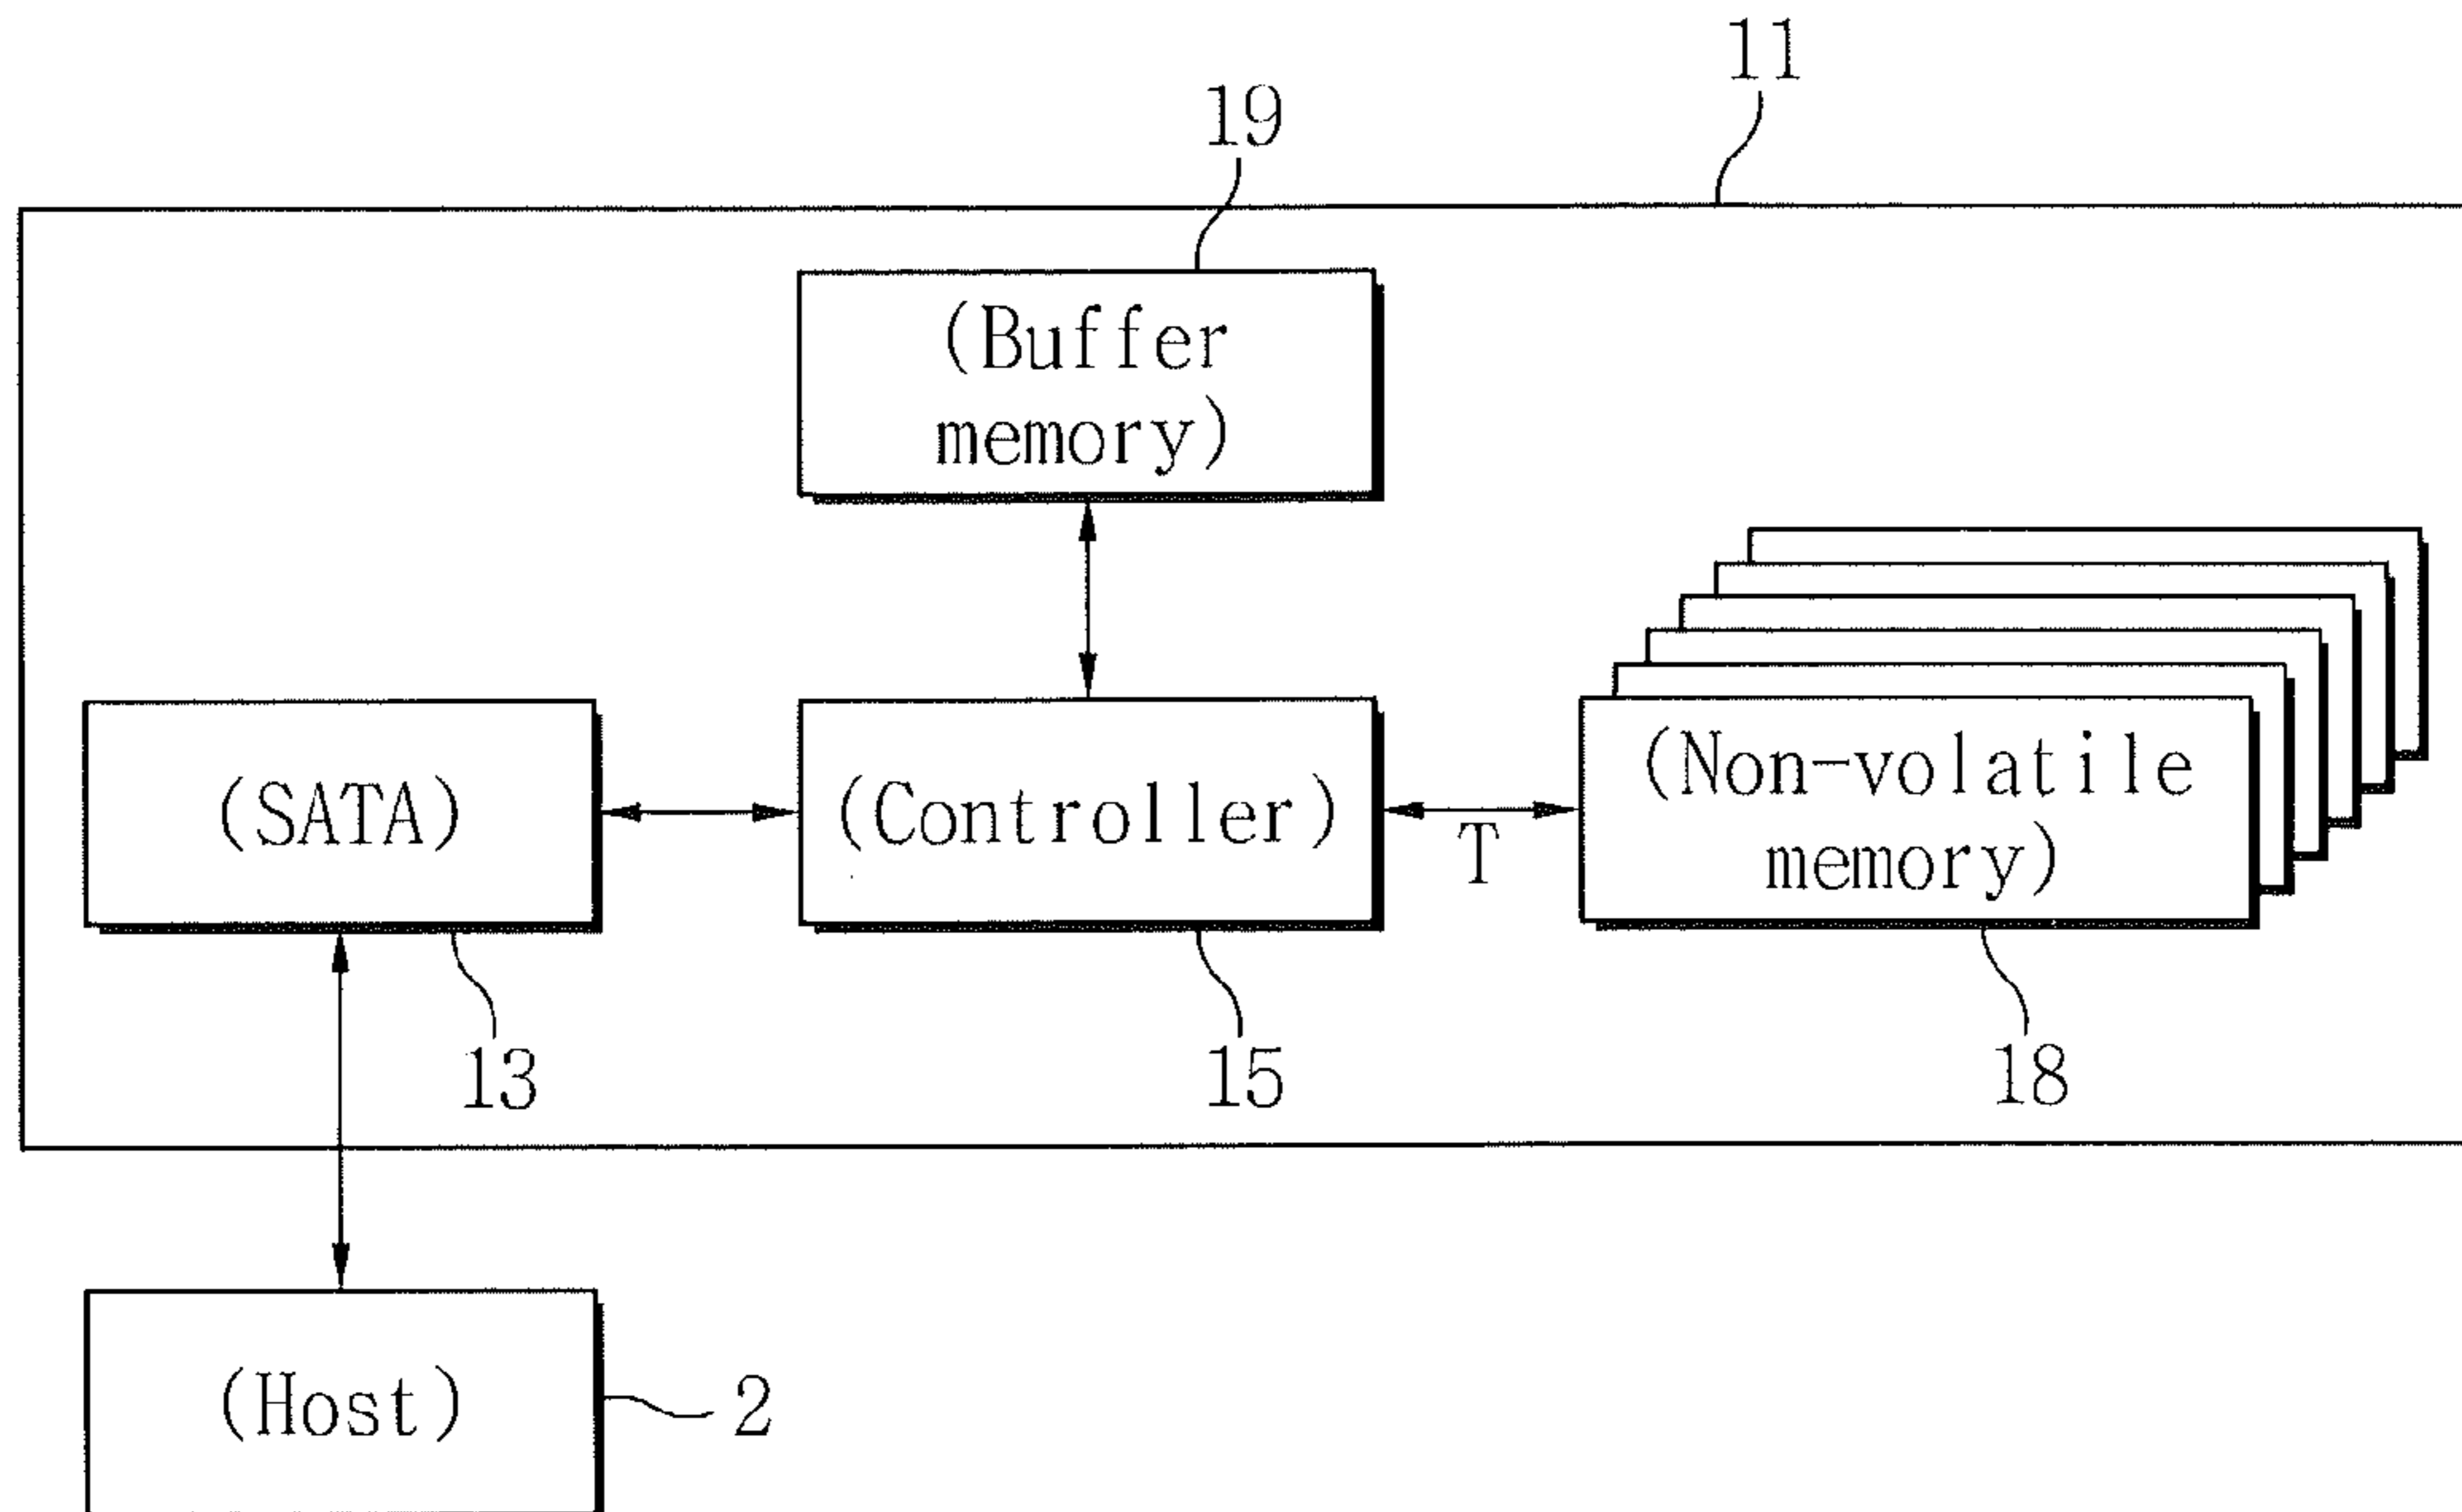 11
19
(Buffer
memory)
(SATA)
(Controller)
T
(Non-volatile
memory)
13
15
18
(Host)
2